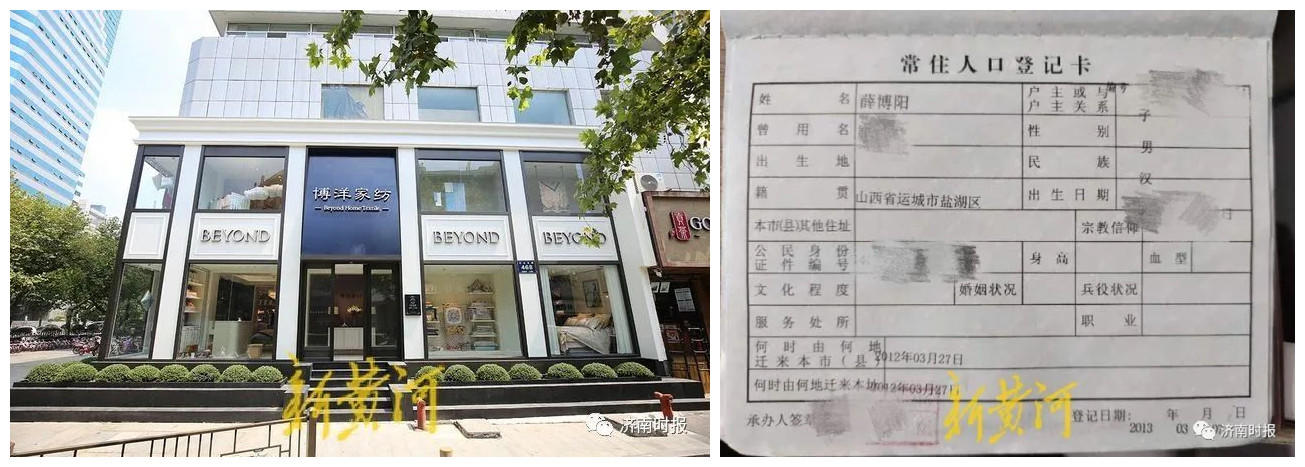 博洋家纺
Beyond Home Textile
BEYOND
BEYOND
BEYOND
468
GO
新黄河
济南时报
常住人口登记卡
姓名
薛博阳
户主或与
户主关系
子
曾用名
性别
男
出生地
民族
汉
籍贯
山西省运城市盐湖区
出生日期
日
本市(县)其他住址
宗教信仰
公民身份
证件编号
身高
血型
文化程度
婚姻状况
兵役状况
服务处所
职业
何时由何地
迁来本市(县)
2012年03月27日
何时由何地迁来本址
2012年03月27日
承办人签章
登记日期:
年 月 日
2013 03
新黄河
济南时报